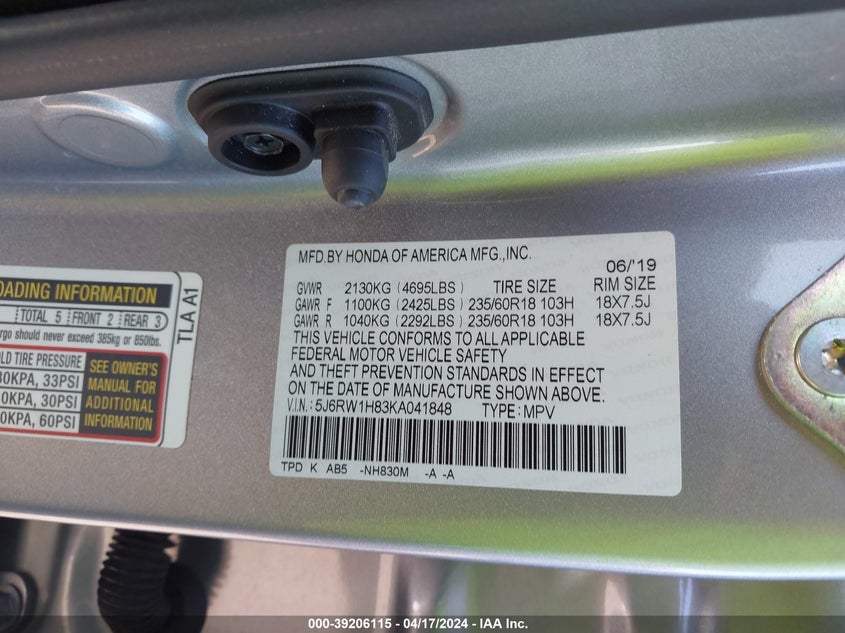 MFD.BY HONDA OF AMERICA MFG.,INC. 06/'19
GVWR 2130KG (4695LBS) TIRE SIZE RIM SIZE
GAWR F 1100KG (2425LBS) 235/60R18 103H 18X7.5J
GAWR R 1040KG (2292LBS) 235/60R18 103H 18X7.5J
THIS VEHICLE CONFORMS TO ALL APPLICABLE
FEDERAL MOTOR VEHICLE SAFETY
AND THEFT PREVENTION STANDARDS IN EFFECT
ON THE DATE OF MANUFACTURE SHOWN ABOVE.
V.I.N.: 5J6RW1H83KA041848 TYPE: MPV
TPD K AB5 -NH830M -A -A
OADING INFORMATION
TOTAL 5 FRONT 2 REAR 3
rgo should never exceed 385kg or 850lbs.
LD TIRE PRESSURE
30KPA, 33PSI
0KPA, 30PSI
0KPA, 60PSI
SEE OWNER'S
MANUAL FOR
ADDITIONAL
INFORMATION
TLA A1
000-39206115 - 04/17/2024 - IAA Inc.